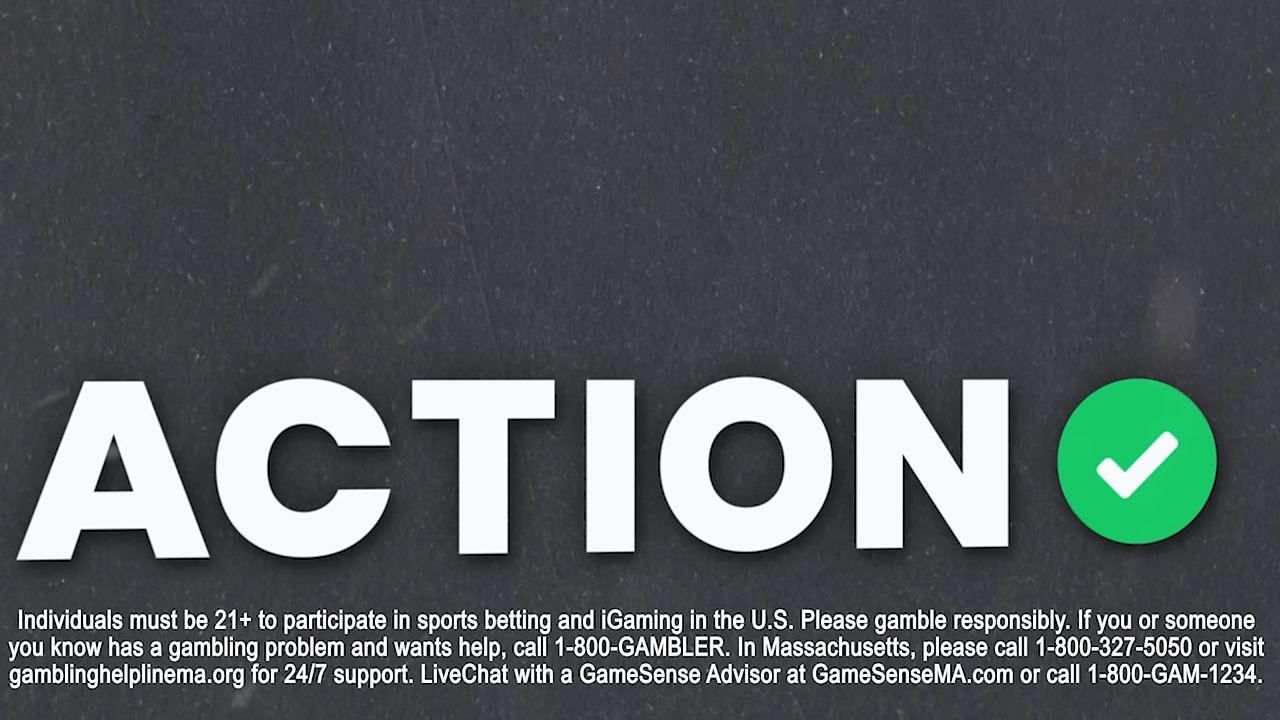 ACTION
Individuals must be 21+ to participate in sports betting and iGaming in the U.S. Please gamble responsibly. If you or someone
you know has a gambling problem and wants help, call 1-800-GAMBLER. In Massachusetts, please call 1-800-327-5050 or visit
gamblinghelplinema.org for 24/7 support. LiveChat with a GameSense Advisor at GameSenseMA.com or call 1-800-GAM-1234.